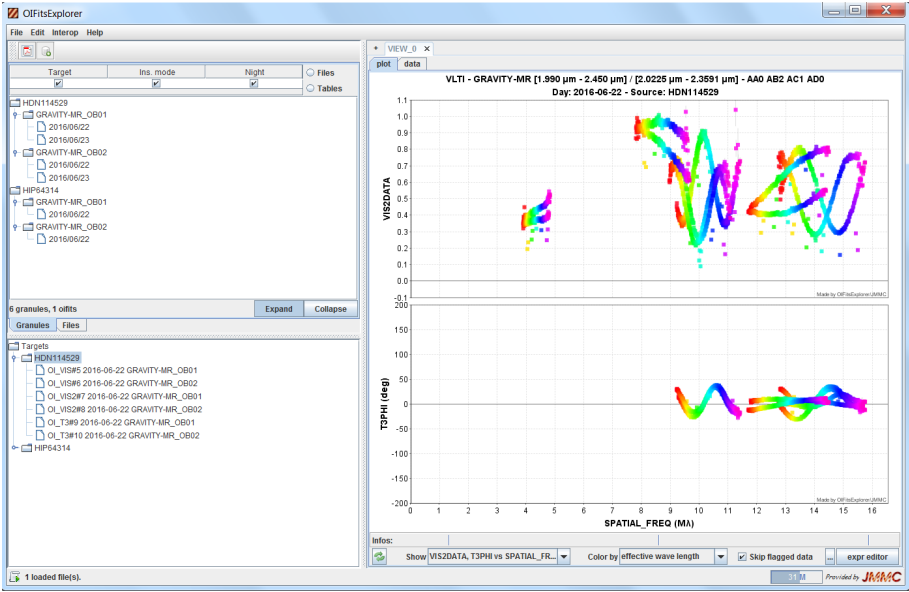 OIFitsExplorer
File Edit Interop Help
Target Ins. mode Night Files
Tables
HDN114529
GRAVITY-MR_OB01
2016/06/22
2016/06/23
GRAVITY-MR_OB02
2016/06/22
2016/06/23
HIP64314
GRAVITY-MR_OB01
2016/06/22
GRAVITY-MR_OB02
2016/06/22
6 granules, 1 oifits Expand Collapse
Granules Files
Targets
HDN114529
OI_VIS#5 2016-06-22 GRAVITY-MR_OB01
OI_VIS#6 2016-06-22 GRAVITY-MR_OB02
OI_VIS2#7 2016-06-22 GRAVITY-MR_OB01
OI_VIS2#8 2016-06-22 GRAVITY-MR_OB02
OI_T3#9 2016-06-22 GRAVITY-MR_OB01
OI_T3#10 2016-06-22 GRAVITY-MR_OB02
HIP64314
VIEW_0
plot data
VLTI - GRAVITY-MR [1.990 µm - 2.450 µm] / [2.0225 µm - 2.3591 µm] - AA0 AB2 AC1 AD0
Day: 2016-06-22 - Source: HDN114529
VIS2DATA
1.1
1.0
0.9
0.8
0.7
0.6
0.5
0.4
0.3
0.2
0.1
0.0
-0.1
Made by OIFitsExplorer/JMMC
T3PHI (deg)
200
150
100
50
0
-50
-100
-150
-200
Made by OIFitsExplorer/JMMC
0 1 2 3 4 5 6 7 8 9 10 11 12 13 14 15 16
SPATIAL_FREQ (Mλ)
Infos:
Show VIS2DATA, T3PHI vs SPATIAL_FR... Color by effective wave length Skip flagged data ... expr editor
1 loaded file(s). 31 M Provided by JMMC